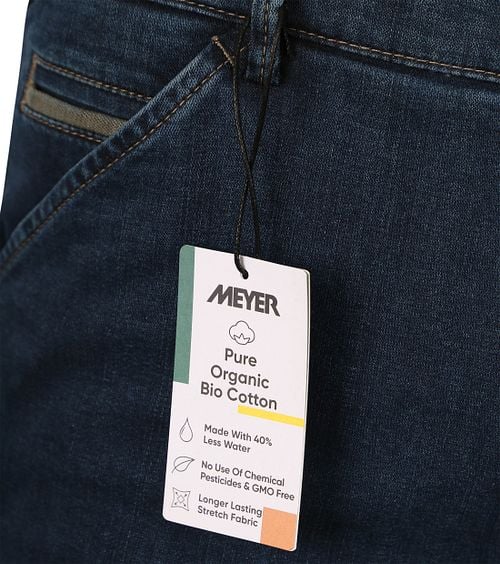 MEYER
Pure
Organic
Bio Cotton
Made With 40%
Less Water
No Use Of Chemical
Pesticides & GMO Free
Longer Lasting
Stretch Fabric